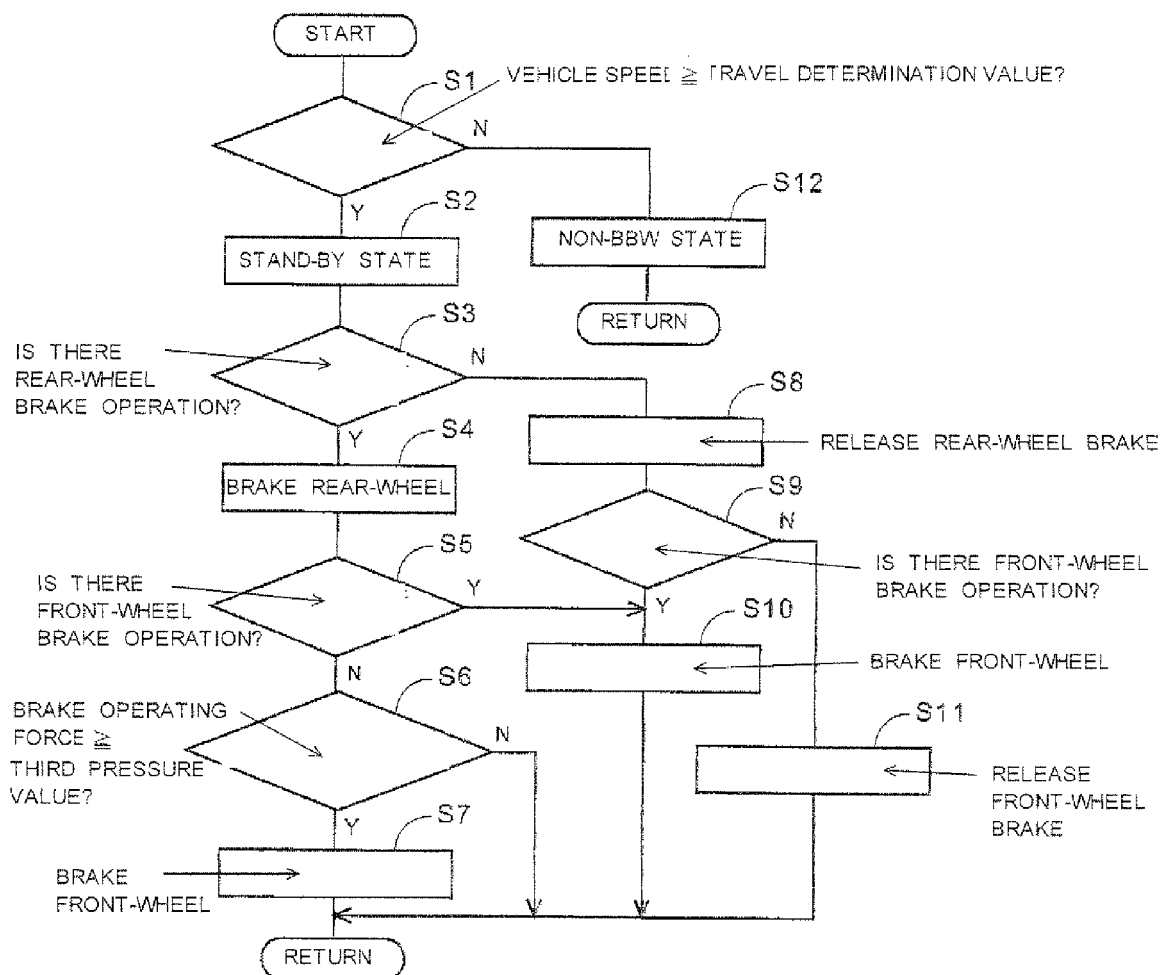 START
S1
VEHICLE SPEED ≧ TRAVEL DETERMINATION VALUE?
N
S12
Y
S2
NON-BBW STATE
STAND-BY STATE
RETURN
S3
IS THERE
REAR-WHEEL
BRAKE OPERATION?
N
S8
Y
S4
RELEASE REAR-WHEEL BRAKE
BRAKE REAR-WHEEL
S9
N
S5
IS THERE FRONT-WHEEL
BRAKE OPERATION?
IS THERE
FRONT-WHEEL
BRAKE OPERATION?
Y
Y
S10
BRAKE FRONT-WHEEL
N
S6
BRAKE OPERATING
FORCE ≧
THIRD PRESSURE
VALUE?
N
S11
RELEASE
FRONT-WHEEL
BRAKE
Y
S7
BRAKE
FRONT-WHEEL
RETURN